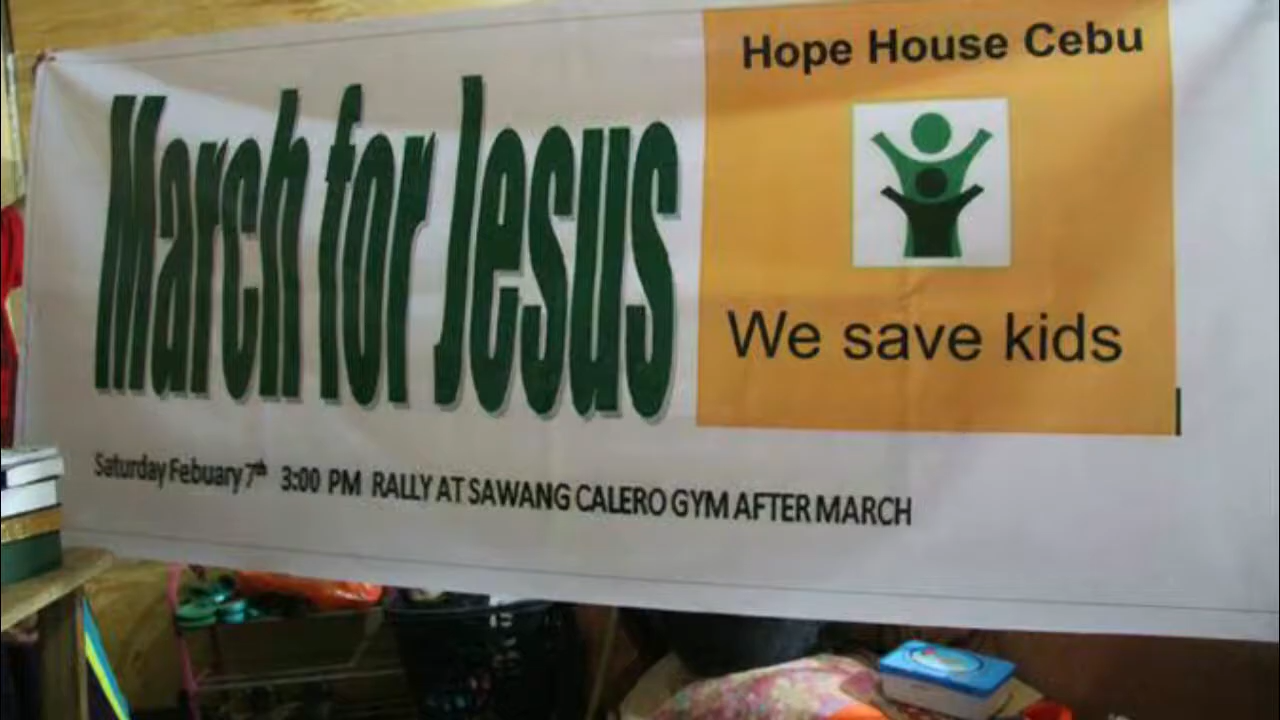 March for Jesus
Saturday Febuary 7th 3:00 PM RALLY AT SAWANG CALERO GYM AFTER MARCH
Hope House Cebu
We save kids